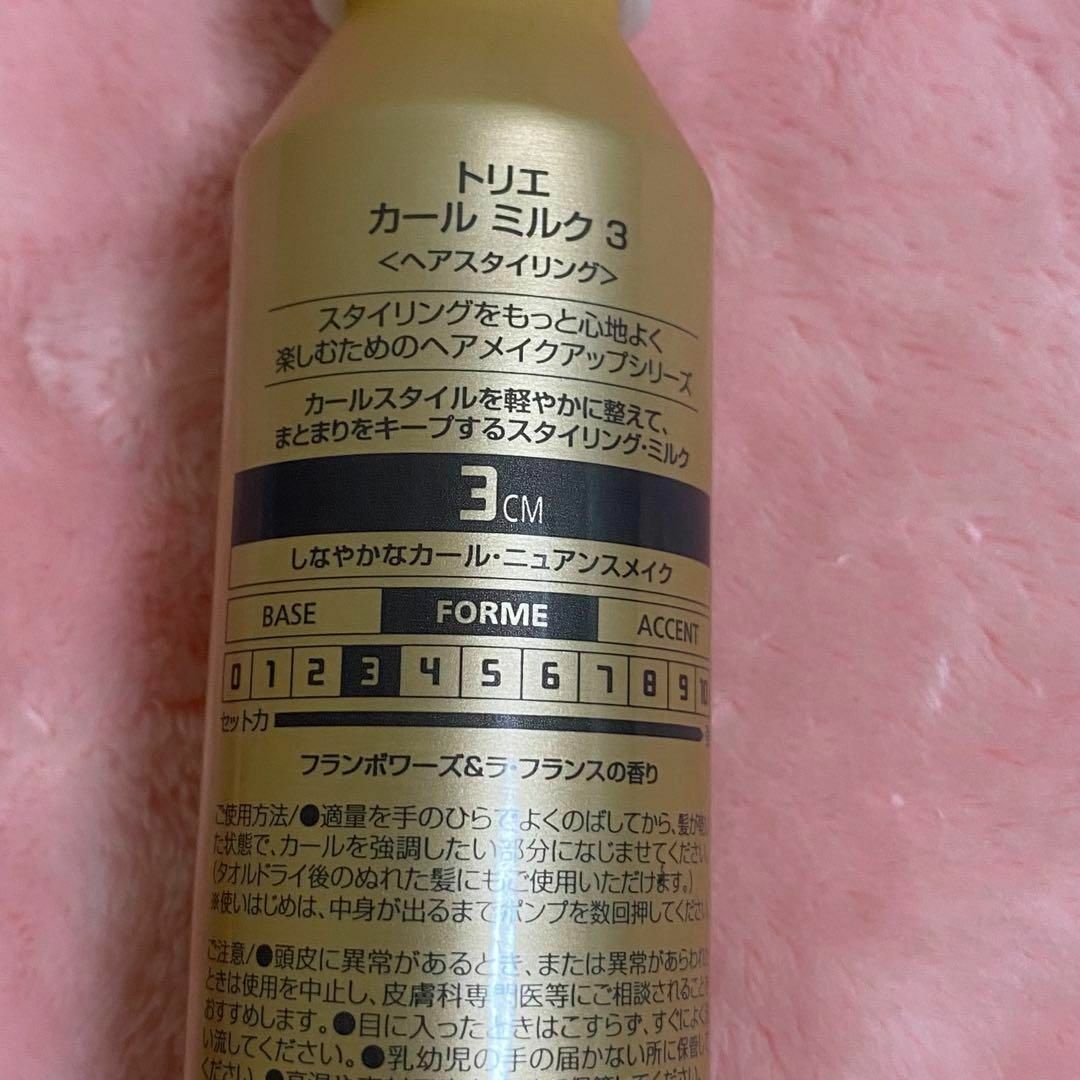 トリエ
カール ミルク 3
<ヘアスタイリング>
スタイリングをもっと心地よく
楽しむためのヘアメイクアップシリーズ
カールスタイルを軽やかに整えて、
まとまりをキープするスタイリング・ミルク
3CM
しなやかなカール・ニュアンスメイク
BASE FORME ACCENT
0 1 2 3 4 5 6 7 8 9 10
セット力
フランボワーズ&ラ・フランスの香り
ご使用方法/●適量を手のひらでよくのばしてから、髪が
た状態で、カールを強調したい部分になじませてください。
(タオルドライ後のぬれた髪にもご使用いただけます。)
※使いはじめは、中身が出るまでポンプを数回押してください。
ご注意/●頭皮に異常があるとき、または異常があらわれ
ときは使用を中止し、皮膚科専門医等にご相談されること
おすすめします。●目に入ったときはこすらず、すぐによく
い流してください。●乳幼児の手の届かない所に保管し
ください。